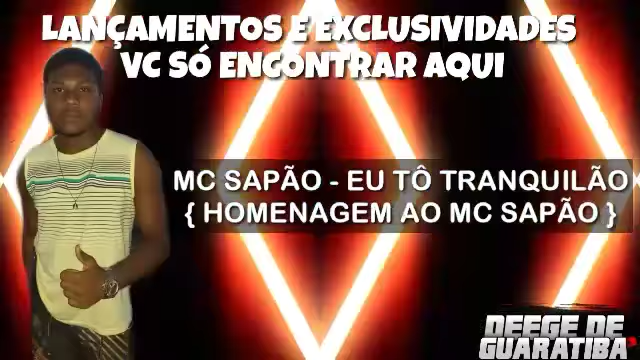 LANÇAMENTOS E EXCLUSIVIDADES
VC SÓ ENCONTRAR AQUI
MC SAPÃO - EU TÔ TRANQUILÃO
{ HOMENAGEM AO MC SAPÃO }
DEEGE DE
GUARATIBA